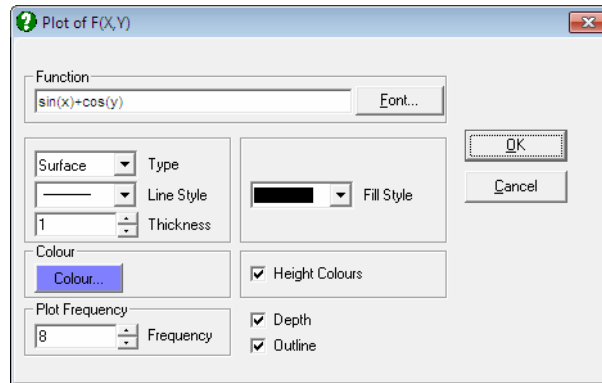 Plot of F(X,Y)
Function
sin(x)+cos(y)
Font...
OK
Cancel
Surface Type
Line Style
1 Thickness
Fill Style
Colour
Colour...
Height Colours
Plot Frequency
8 Frequency
Depth
Outline